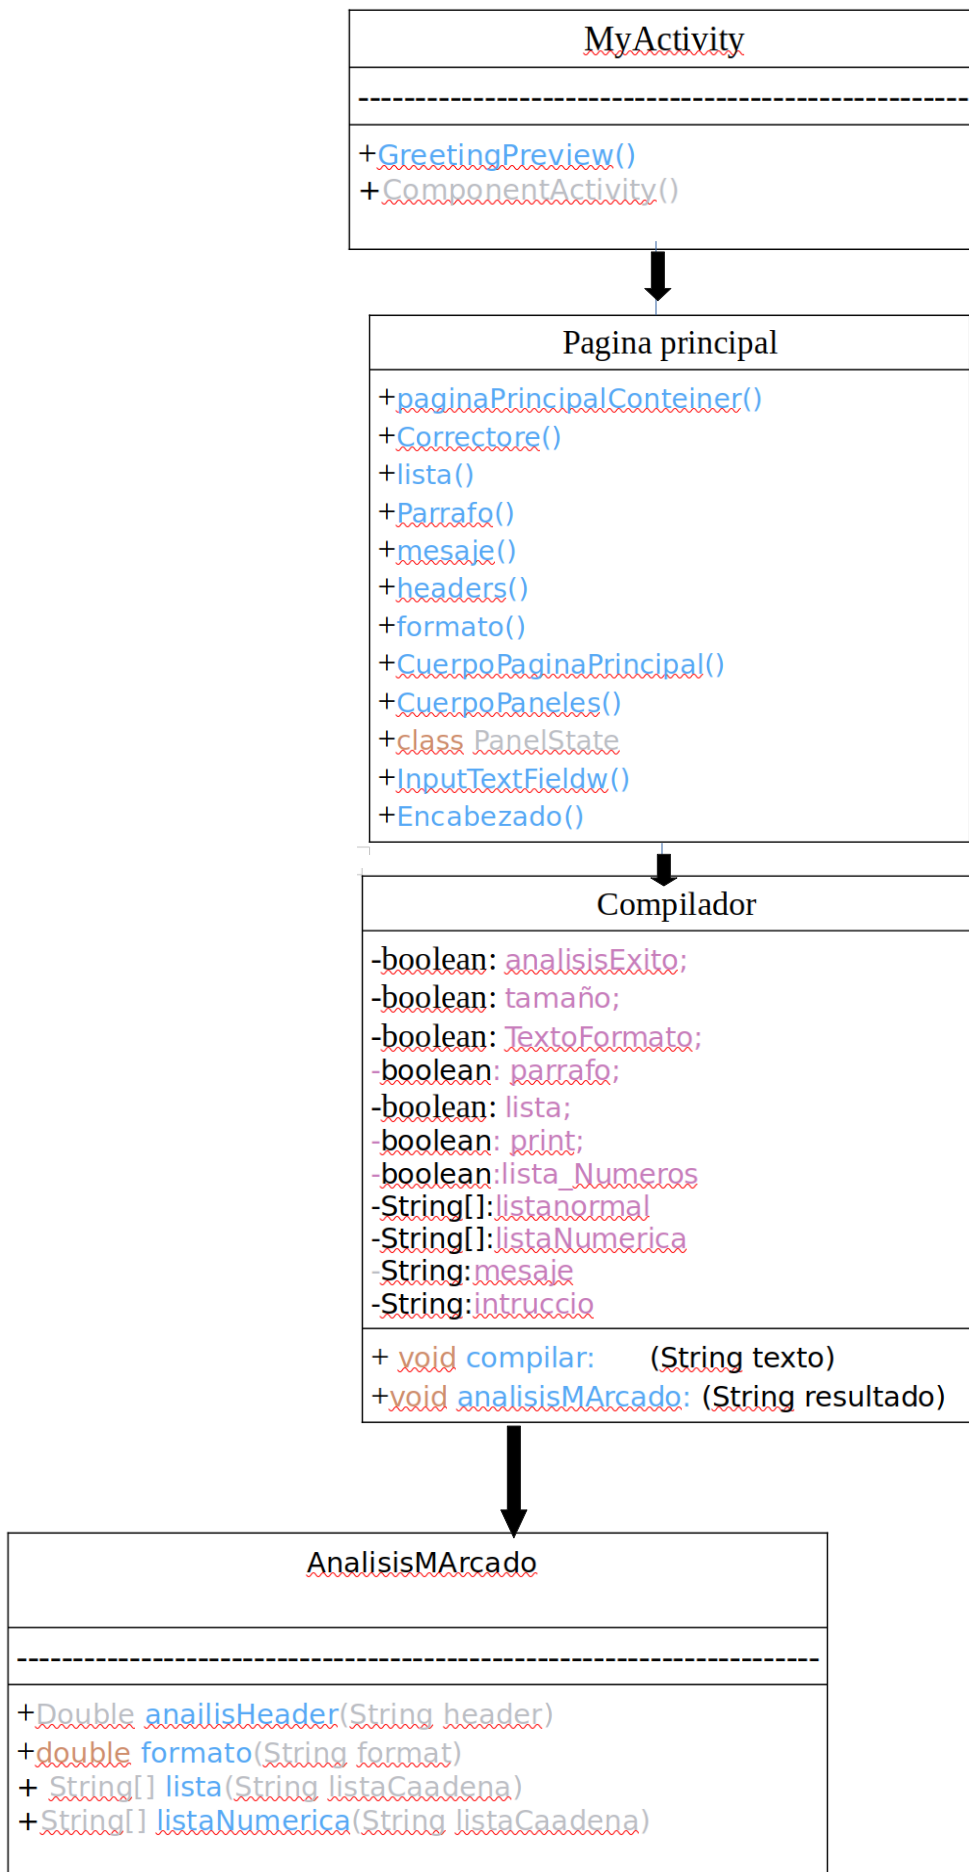 MyActivity
------------------------------------------------------
+GreetingPreview()
+ComponentActivity()
Pagina principal
+paginaPrincipalConteiner()
+Correctore()
+lista()
+Parrafo()
+mesaje()
+headers()
+formato()
+CuerpoPaginaPrincipal()
+CuerpoPaneles()
+class PanelState
+InputTextFieldw()
+Encabezado()
Compilador
-boolean: analisisExito;
-boolean: tamaño;
-boolean: TextoFormato;
-boolean: parrafo;
-boolean: lista;
-boolean: print;
-boolean:lista_Numeros
-String[]:listanormal
-String[]:listaNumerica
-String:mesaje
-String:intruccio
+ void compilar: (String texto)
+void analisisMArcado: (String resultado)
AnalisisMArcado
-----------------------------------------------------------------------
+Double anailisHeader(String header)
+double formato(String format)
+ String[] lista(String listaCaadena)
+String[] listaNumerica(String listaCaadena)